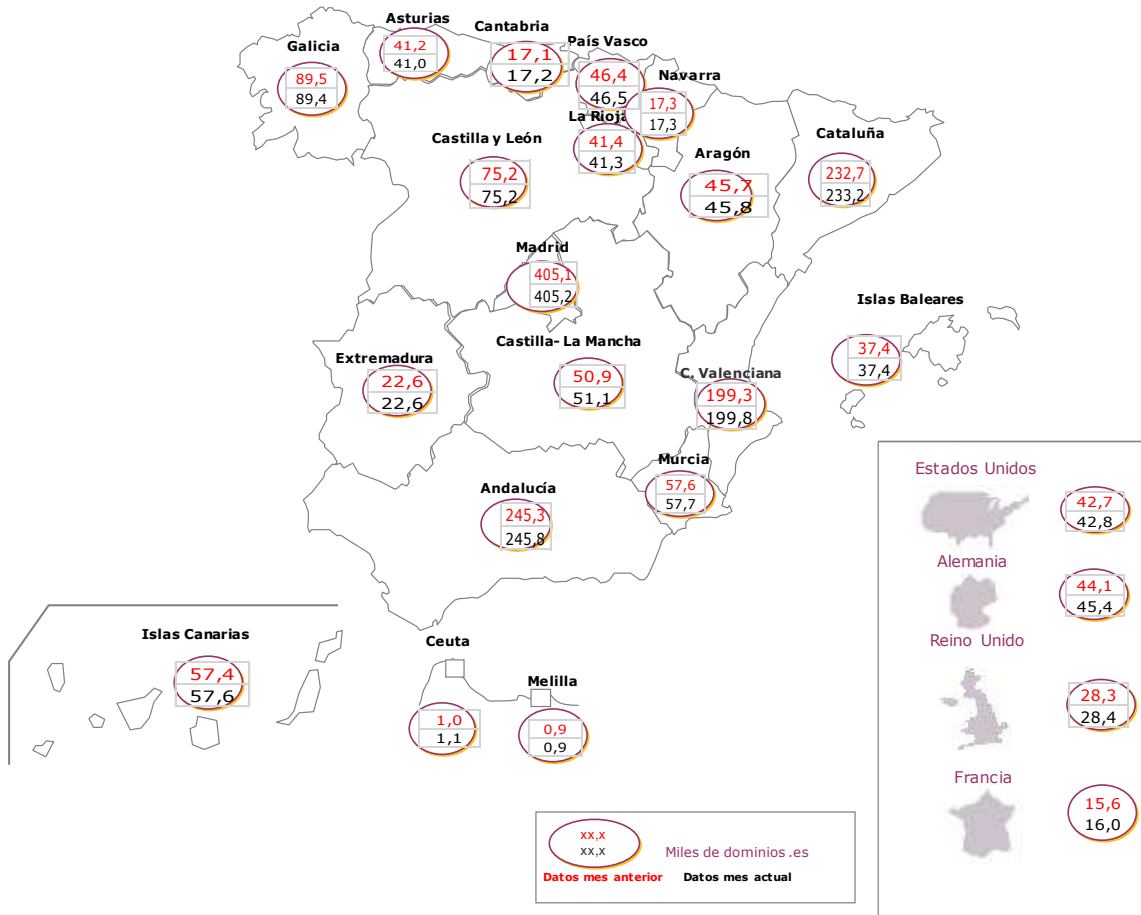 Asturias
41,2
41,0
Cantabria
17,1
17,2
País Vasco
46,4
46,5
Galicia
89,5
89,4
Navarra
17,3
17,3
La Rioja
41,4
41,3
Castilla y León
75,2
75,2
Aragón
45,7
45,8
Cataluña
232,7
233,2
Madrid
405,1
405,2
Islas Baleares
37,4
37,4
Extremadura
22,6
22,6
Castilla- La Mancha
50,9
51,1
C. Valenciana
199,3
199,8
Murcia
57,6
57,7
Andalucía
245,3
245,8
Islas Canarias
57,4
57,6
Ceuta
1,0
1,1
Melilla
0,9
0,9
Estados Unidos
42,7
42,8
Alemania
44,1
45,4
Reino Unido
28,3
28,4
Francia
15,6
16,0
xx,x
xx,x
Miles de dominios .es
Datos mes anterior Datos mes actual